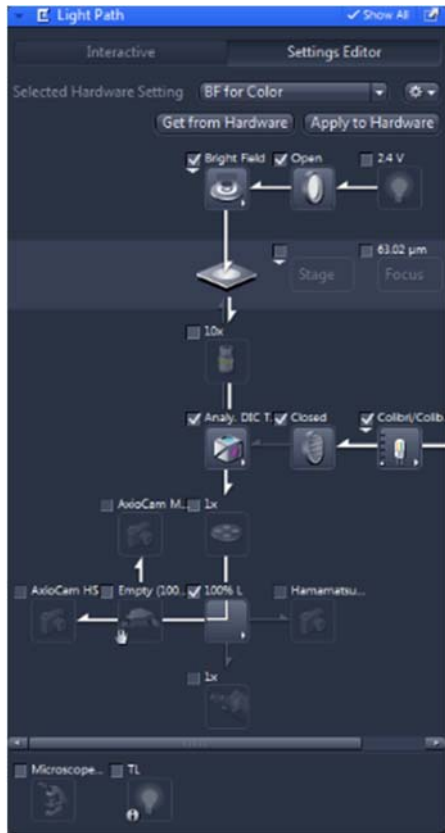 Light Path Show All
Interactive Settings Editor
Selected Hardware Setting BF for Color
Get from Hardware Apply to Hardware
Bright Field Open 2.4 V
63.02 µm
Stage Focus
10x
Analy. DIC T... Closed Colibri/Colib
AxioCam M... 1x
AxioCam HS Empty (100... 100% L Hamamatsu...
1x
Microscope... TL